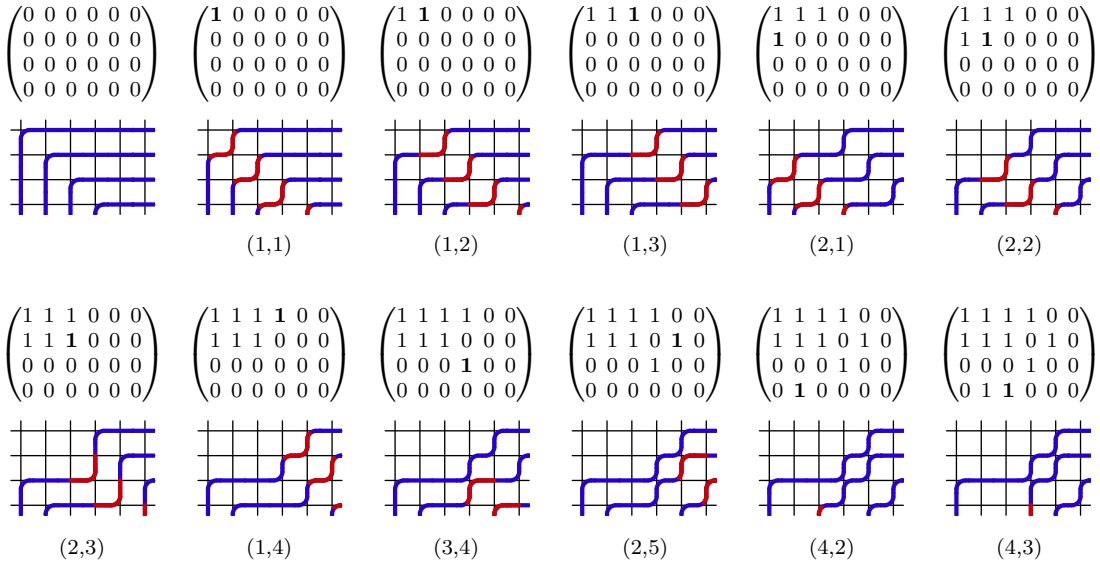 0 0 0 0 0 0   1 0 0 0 0 0   1 1 0 0 0 0   1 1 1 0 0 0   1 1 1 0 0 0   1 1 1 0 0 0
0 0 0 0 0 0   0 0 0 0 0 0   0 0 0 0 0 0   0 0 0 0 0 0   1 0 0 0 0 0   1 1 0 0 0 0
0 0 0 0 0 0   0 0 0 0 0 0   0 0 0 0 0 0   0 0 0 0 0 0   0 0 0 0 0 0   0 0 0 0 0 0
0 0 0 0 0 0   0 0 0 0 0 0   0 0 0 0 0 0   0 0 0 0 0 0   0 0 0 0 0 0   0 0 0 0 0 0
(1,1)   (1,2)   (1,3)   (2,1)   (2,2)
1 1 1 0 0 0   1 1 1 1 0 0   1 1 1 1 0 0   1 1 1 1 0 0   1 1 1 1 0 0   1 1 1 1 0 0
1 1 1 0 0 0   1 1 1 0 0 0   1 1 1 0 0 0   1 1 1 0 1 0   1 1 1 0 1 0   1 1 1 0 1 0
0 0 0 0 0 0   0 0 0 0 0 0   0 0 0 1 0 0   0 0 0 1 0 0   0 0 0 1 0 0   0 0 0 1 0 0
0 0 0 0 0 0   0 0 0 0 0 0   0 0 0 0 0 0   0 0 0 0 0 0   0 1 0 0 0 0   0 1 1 0 0 0
(2,3)   (1,4)   (3,4)   (2,5)   (4,2)   (4,3)